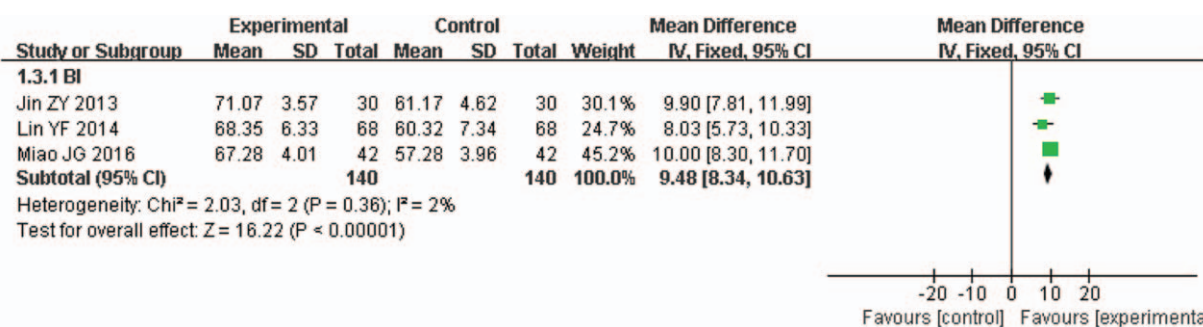 Experimental Control Mean Difference Mean Difference
Study or Subgroup Mean SD Total Mean SD Total Weight IV, Fixed, 95% CI IV, Fixed, 95% CI
1.3.1 BI
Jin ZY 2013 71.07 3.57 30 61.17 4.62 30 30.1% 9.90 [7.81, 11.99]
Lin YF 2014 68.35 6.33 68 60.32 7.34 68 24.7% 8.03 [5.73, 10.33]
Miao JG 2016 67.28 4.01 42 57.28 3.96 42 45.2% 10.00 [8.30, 11.70]
Subtotal (95% CI) 140 140 100.0% 9.48 [8.34, 10.63]
Heterogeneity: Chi² = 2.03, df = 2 (P = 0.36); I² = 2%
Test for overall effect: Z = 16.22 (P < 0.00001)
-20 -10 0 10 20
Favours [control] Favours [experimenta